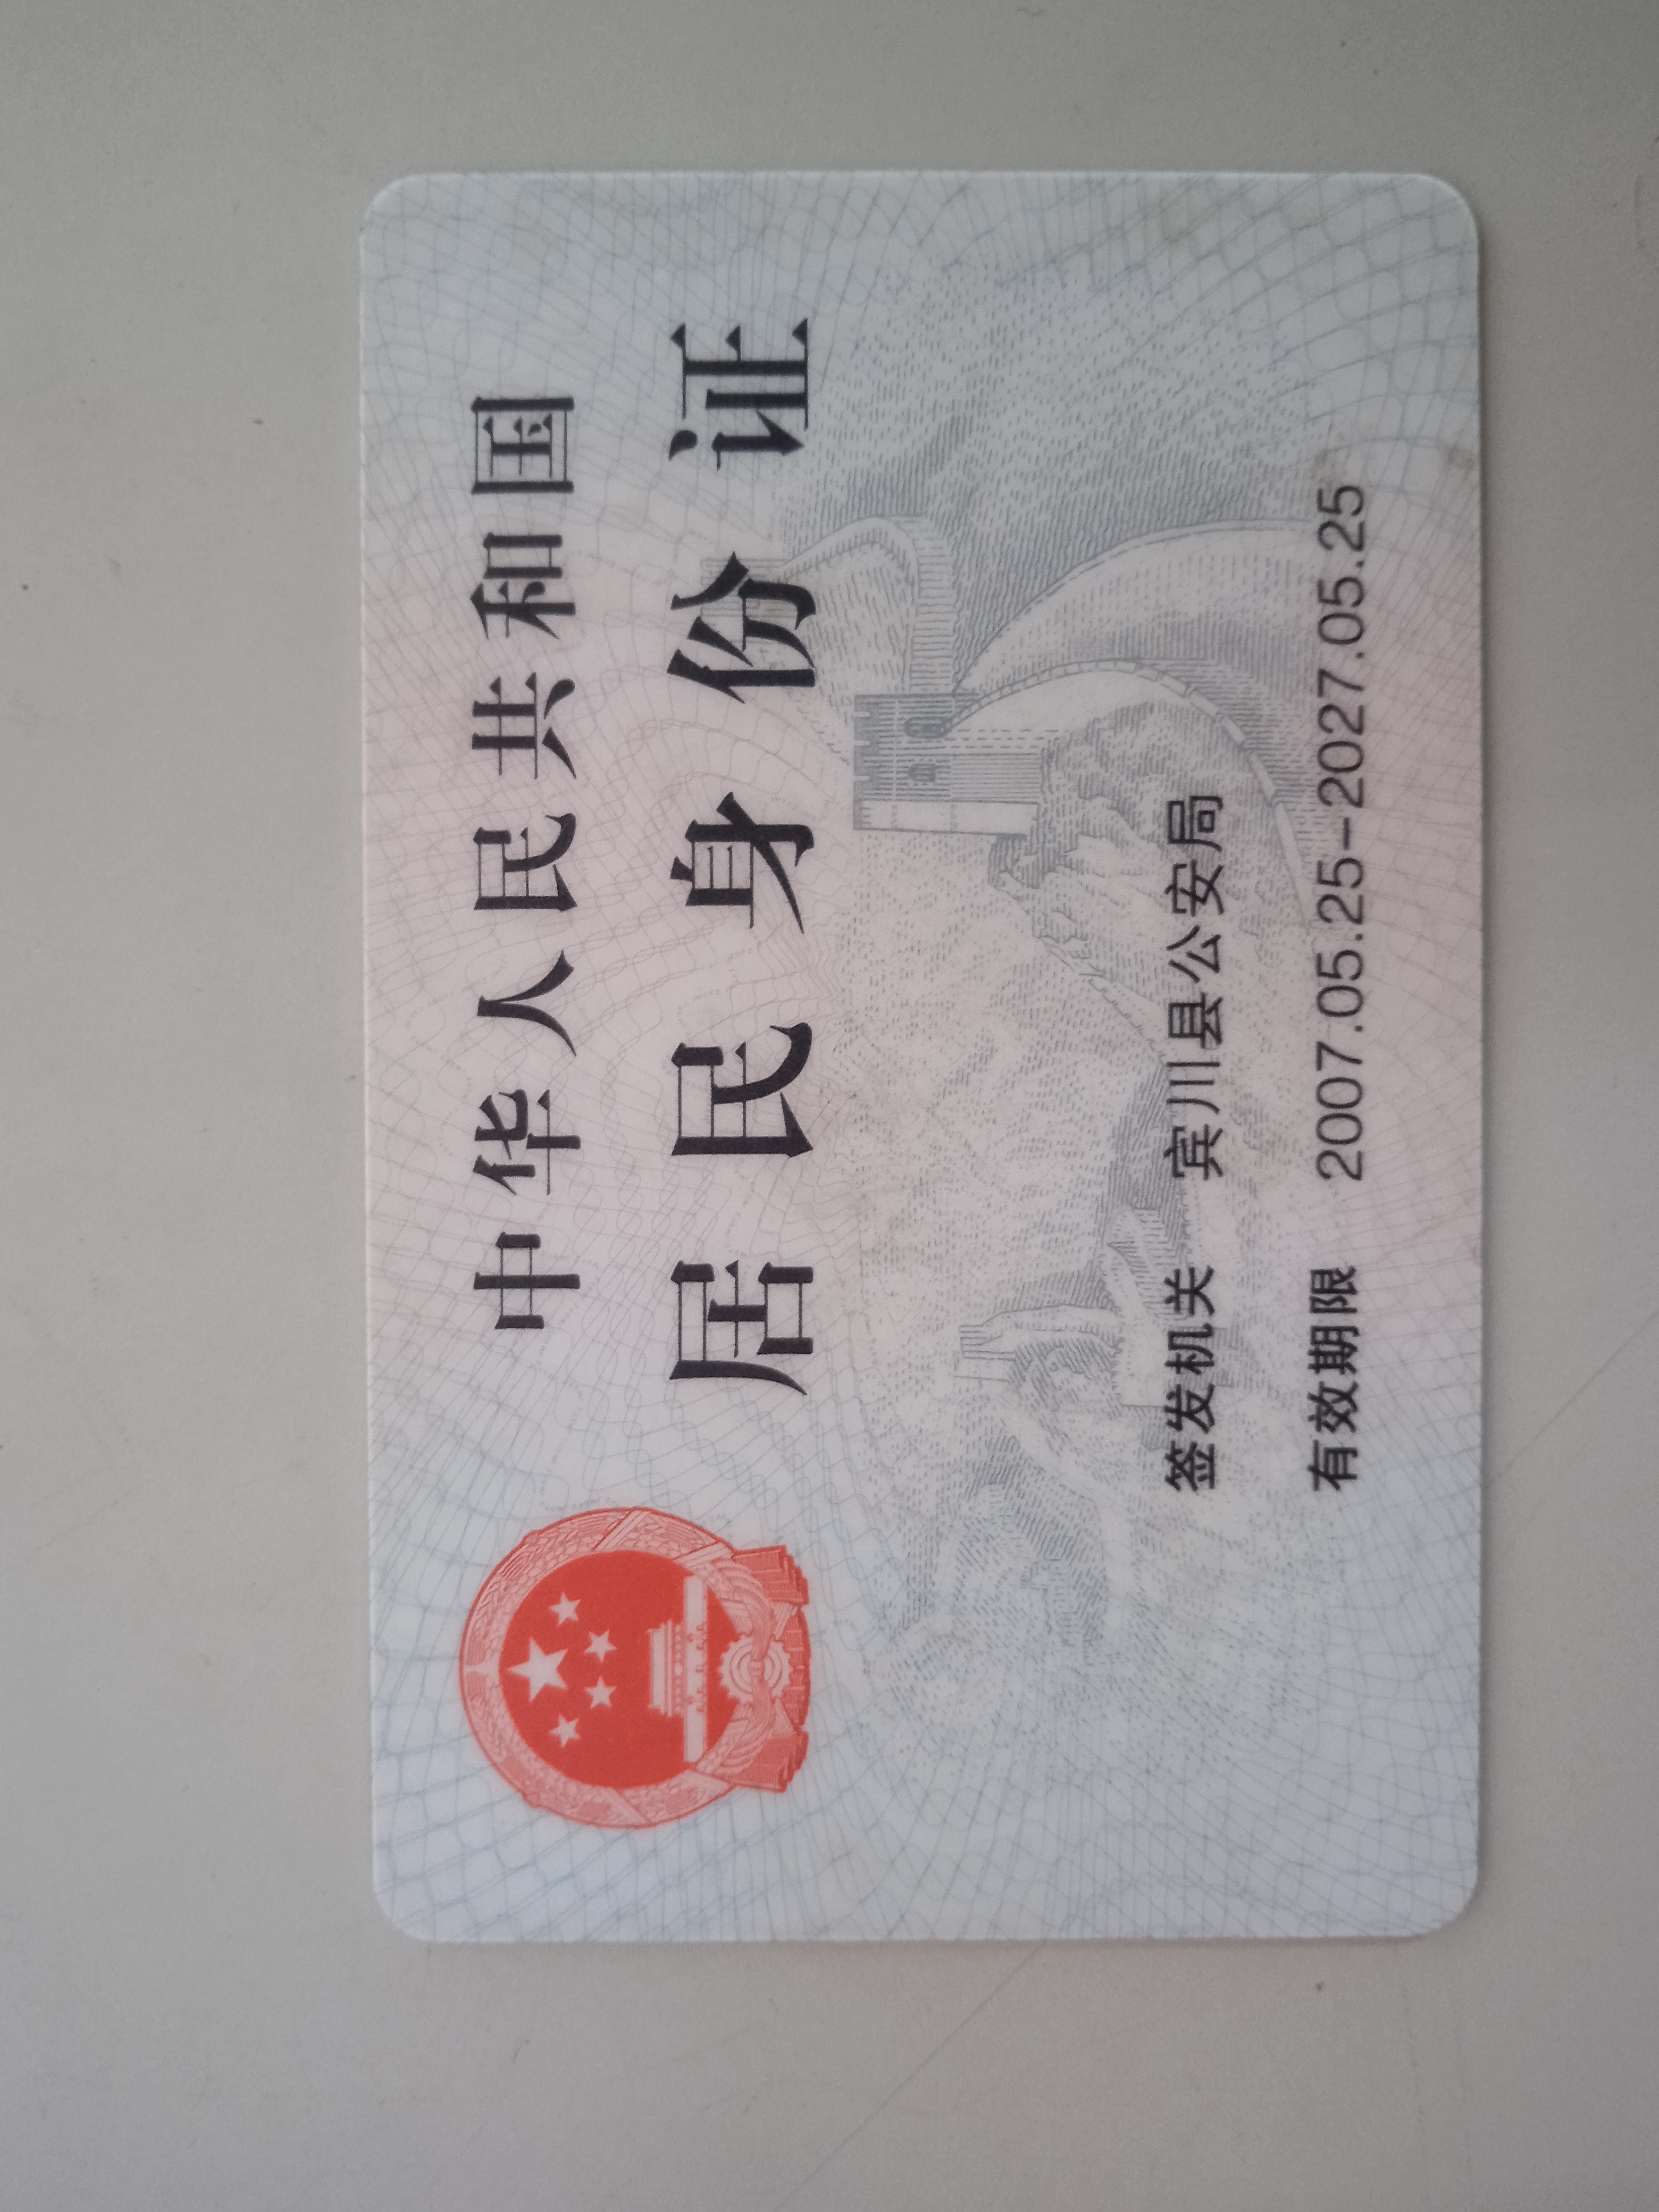 中华人民共和国
居民身份证
签发机关 宾川县公安局
有效期限 2007.05.25-2027.05.25